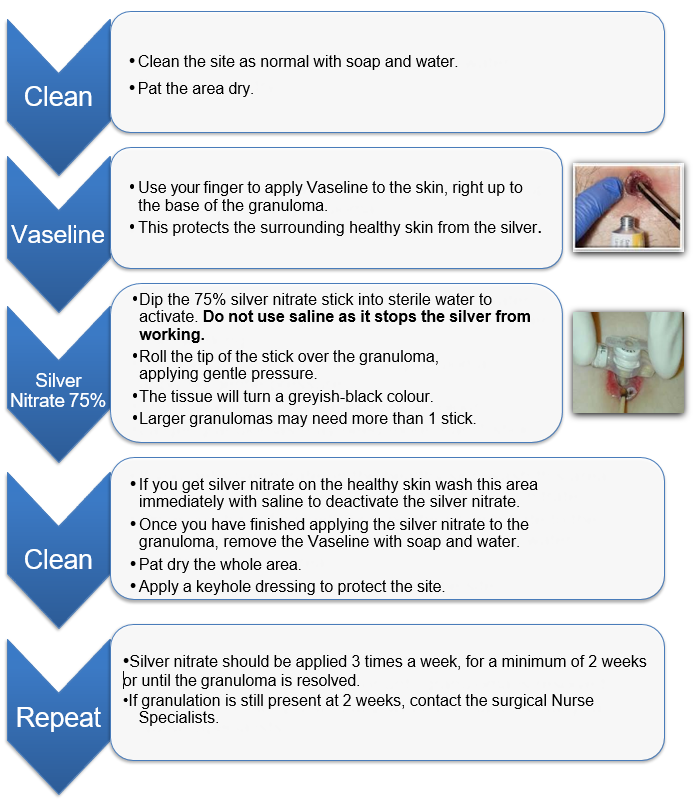 Clean
•Clean the site as normal with soap and water.
•Pat the area dry.
Vaseline
•Use your finger to apply Vaseline to the skin, right up to
the base of the granuloma.
•This protects the surrounding healthy skin from the silver.
Silver
Nitrate 75%
•Dip the 75% silver nitrate stick into sterile water to
activate. Do not use saline as it stops the silver from
working.
•Roll the tip of the stick over the granuloma,
applying gentle pressure.
•The tissue will turn a greyish-black colour.
•Larger granulomas may need more than 1 stick.
Clean
•If you get silver nitrate on the healthy skin wash this area
immediately with saline to deactivate the silver nitrate.
•Once you have finished applying the silver nitrate to the
granuloma, remove the Vaseline with soap and water.
•Pat dry the whole area.
•Apply a keyhole dressing to protect the site.
Repeat
•Silver nitrate should be applied 3 times a week, for a minimum of 2 weeks
or until the granuloma is resolved.
•If granulation is still present at 2 weeks, contact the surgical Nurse
Specialists.